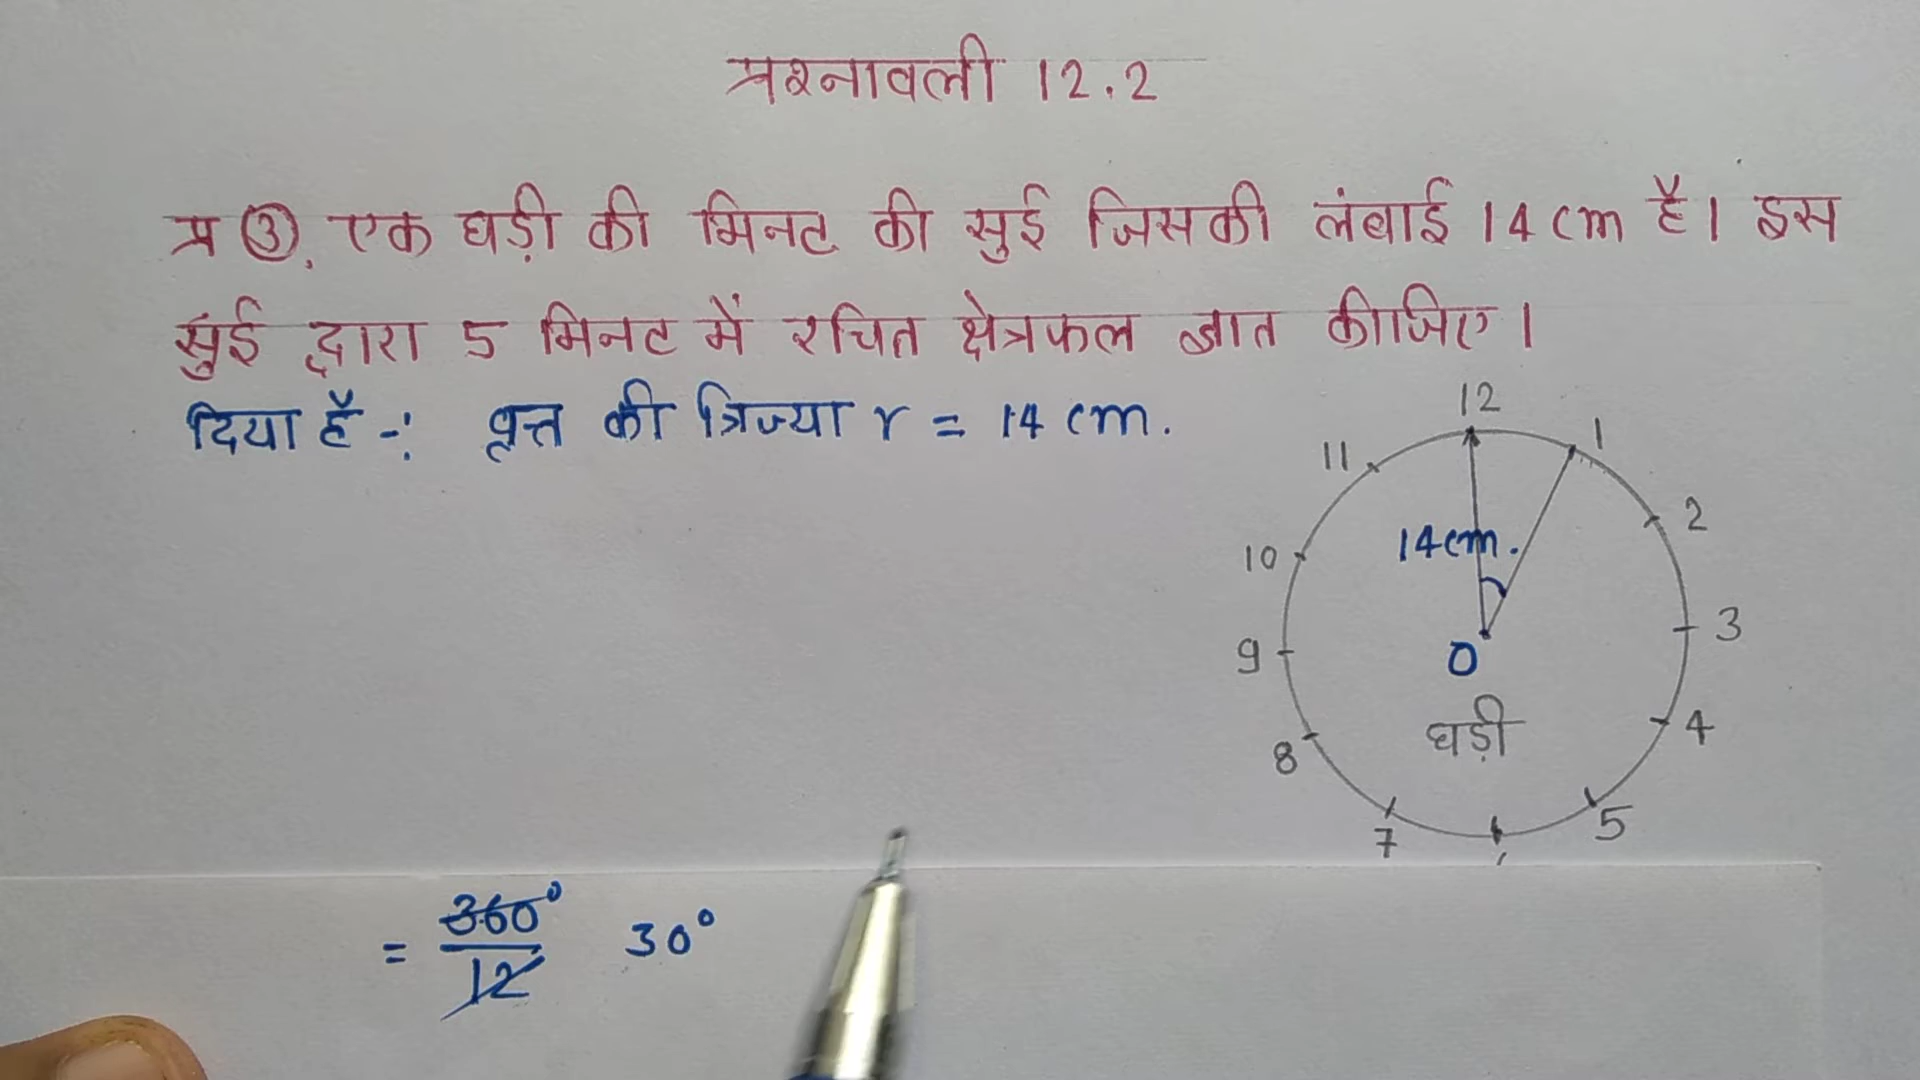 प्रश्नावली 12.2
प्र ③. एक घड़ी की मिनट की सुई जिसकी लंबाई 14 cm है। इस
सुई द्वारा 5 मिनट में रचित क्षेत्रफल ज्ञात कीजिए।
दिया है -: वृत्त की त्रिज्या r = 14 cm.
12
11
1
2
14cm.
10
3
9
O
4
घड़ी
8
5
7
= 360°
12
30°